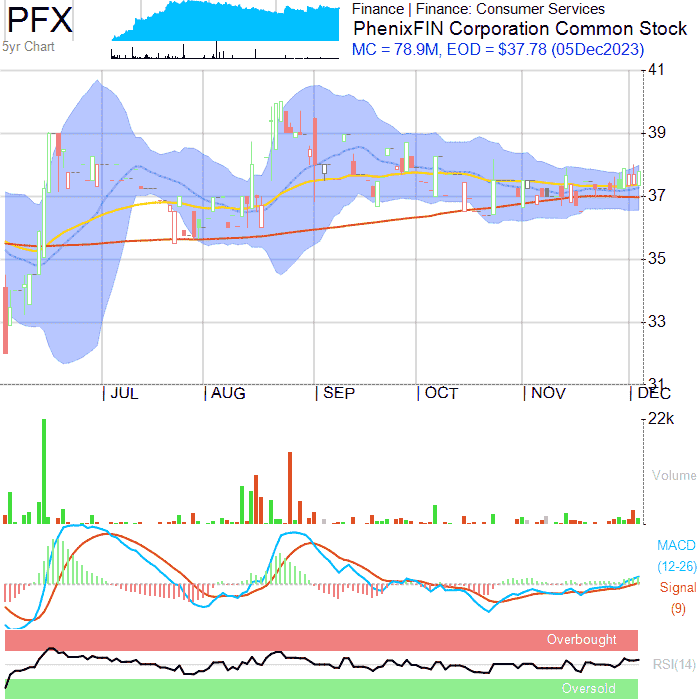 PFX
5yr Chart
Finance | Finance: Consumer Services
PhenixFIN Corporation Common Stock
MC = 78.9M, EOD = $37.78 (05Dec2023)
41
39
37
35
33
31
JUL
AUG
SEP
OCT
NOV
DEC
22k
Volume
MACD
(12-26)
Signal
(9)
Overbought
RSI(14)
Oversold